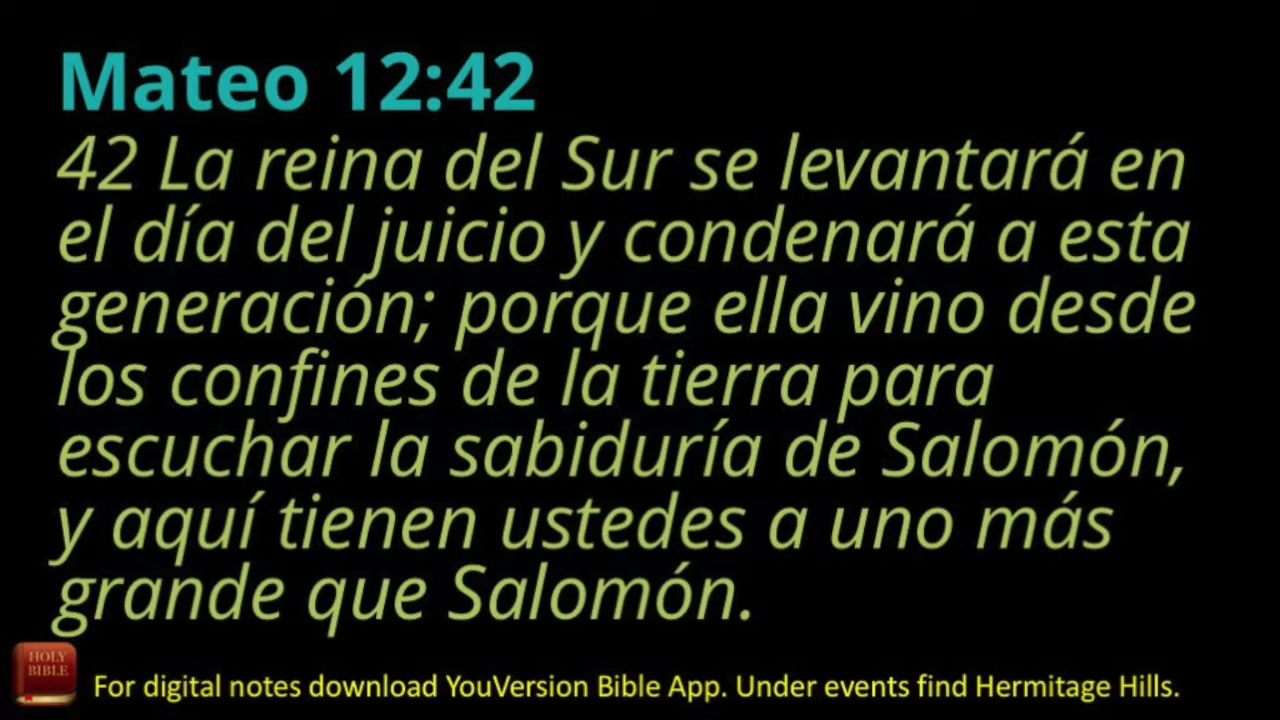 Mateo 12:42
42 La reina del Sur se levantará en
el día del juicio y condenará a esta
generación; porque ella vino desde
los confines de la tierra para
escuchar la sabiduría de Salomón,
y aquí tienen ustedes a uno más
grande que Salomón.
HOLY
BIBLE
For digital notes download YouVersion Bible App. Under events find Hermitage Hills.